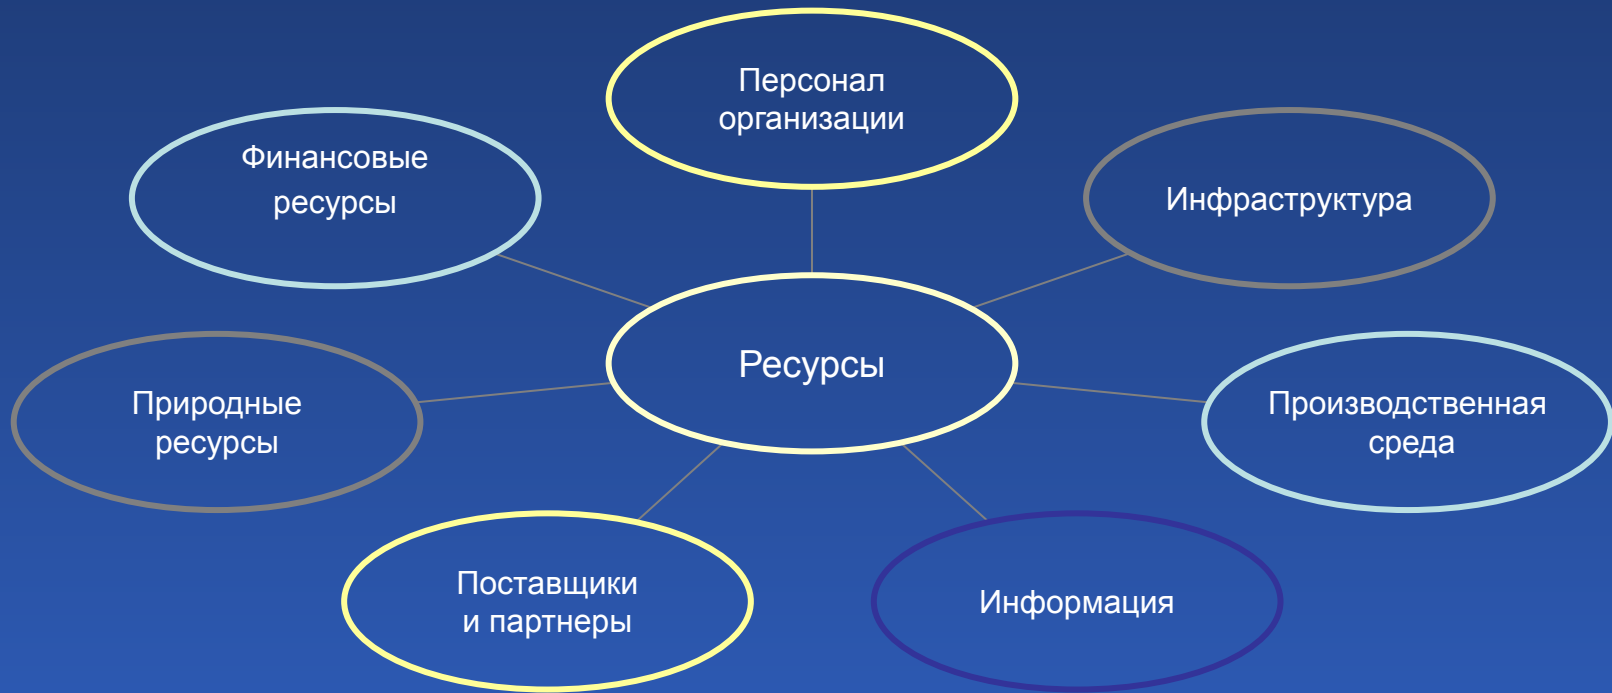 Персонал
организации
Финансовые
ресурсы
Инфраструктура
Ресурсы
Природные
ресурсы
Производственная
среда
Поставщики
и партнеры
Информация